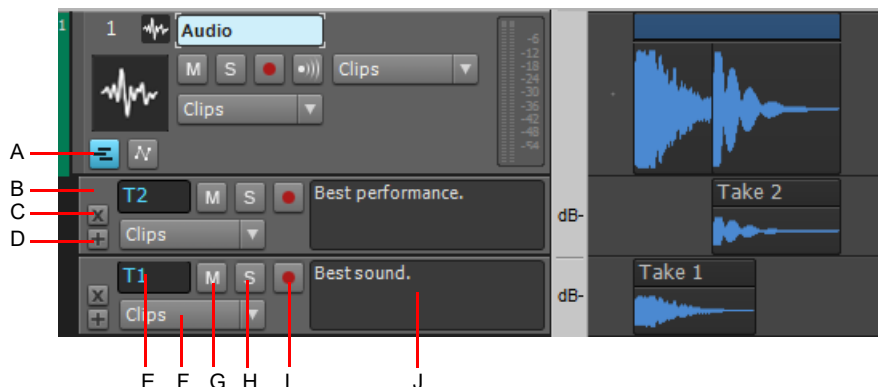 1
1
Audio
M S Clips
Clips
-6
-12
-18
-24
-30
-36
-42
-48
-54
A
B
C
D
T2 M S Best performance.
x
+
Clips
dB-
Take 2
T1 M S Best sound.
x
+
Clips
dB-
Take 1
E F G H I J